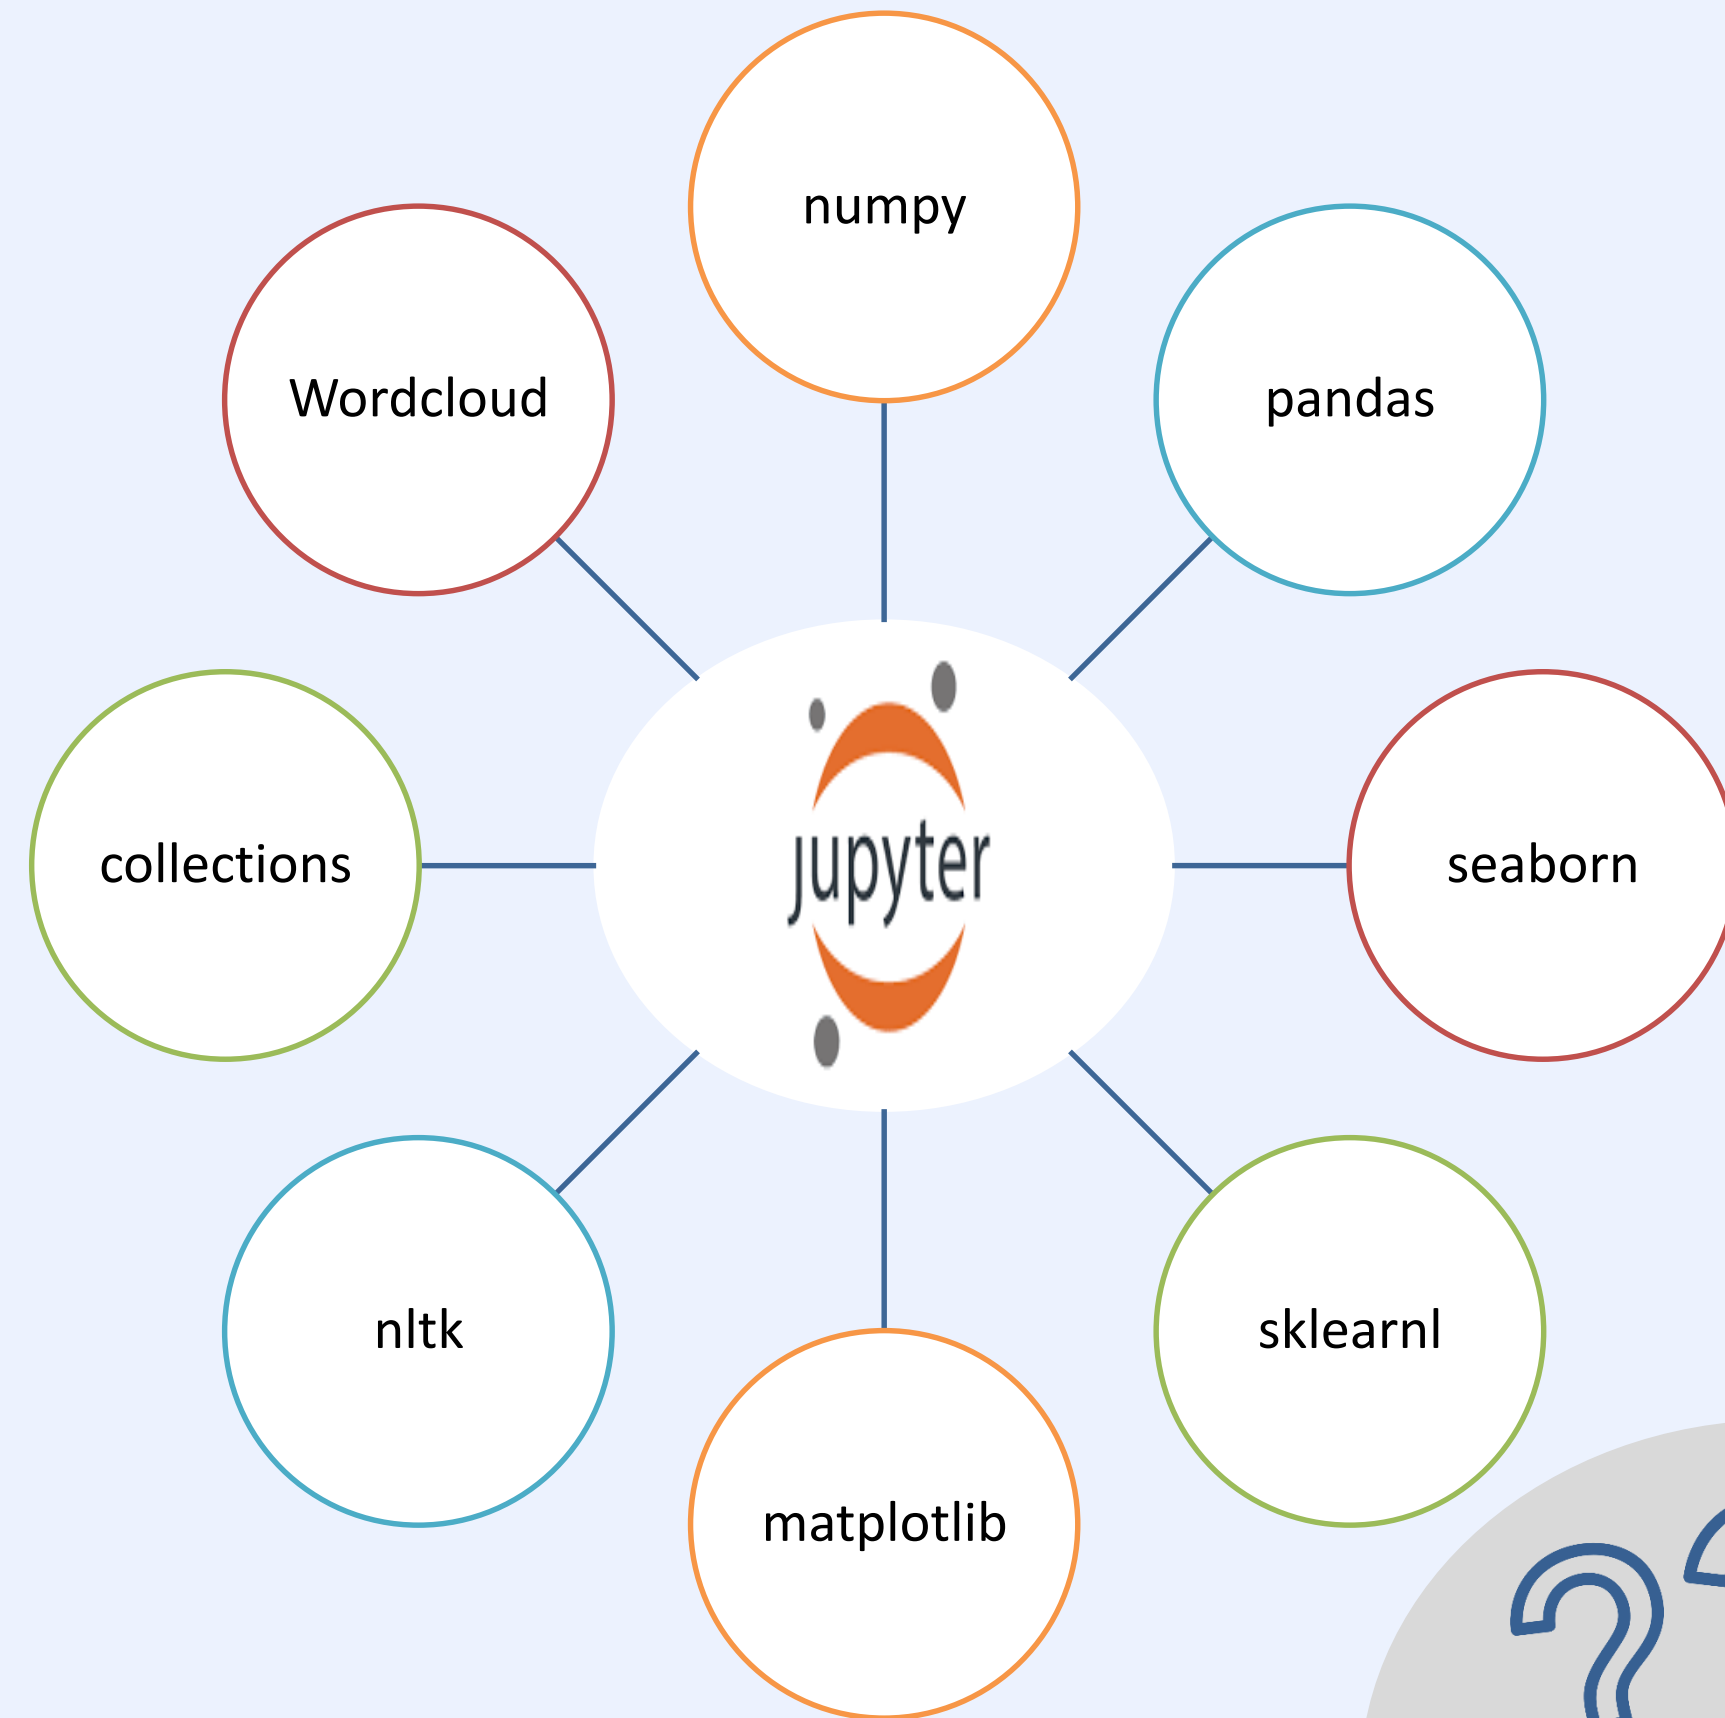 numpy
Wordcloud
pandas
jupyter
collections
seaborn
nltk
sklearnl
matplotlib
?